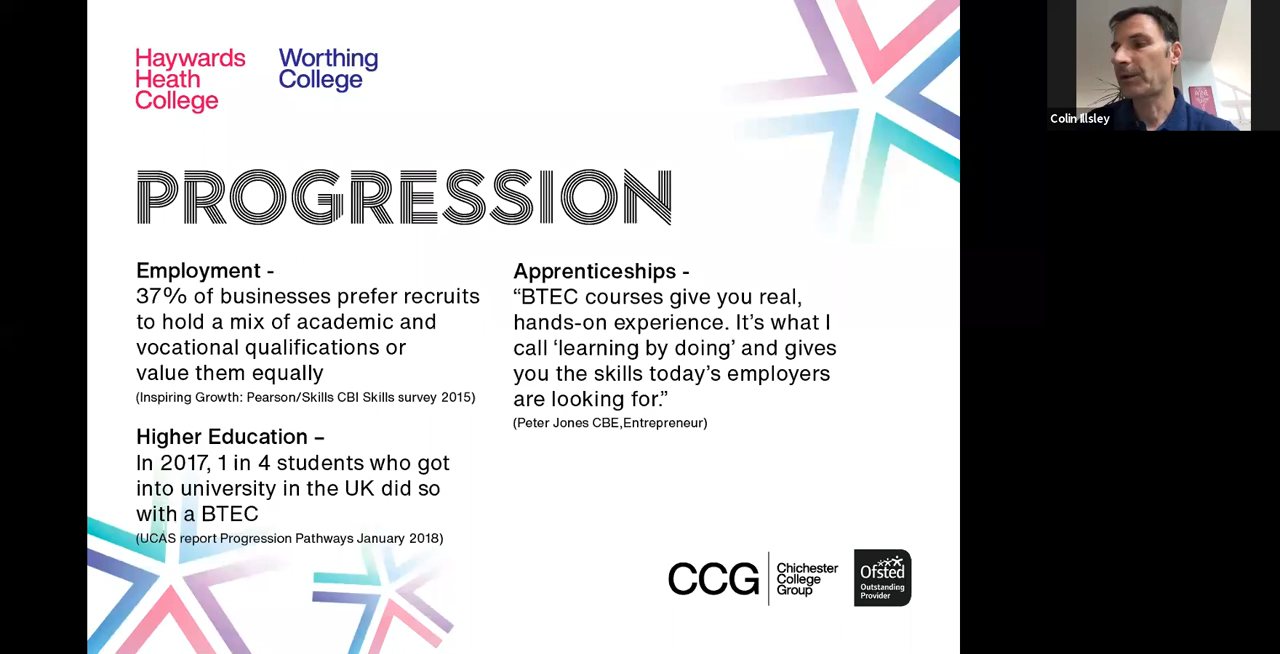 Haywards
Heath
College
Worthing
College
PROGRESSION
Employment -
37% of businesses prefer recruits
to hold a mix of academic and
vocational qualifications or
value them equally
(Inspiring Growth: Pearson/Skills CBI Skills survey 2015)
Higher Education –
In 2017, 1 in 4 students who got
into university in the UK did so
with a BTEC
(UCAS report Progression Pathways January 2018)
Apprenticeships -
“BTEC courses give you real,
hands-on experience. It’s what I
call ‘learning by doing’ and gives
you the skills today’s employers
are looking for.”
(Peter Jones CBE,Entrepreneur)
CCG
Chichester
College
Group
Ofsted
Outstanding
Provider
Colin Illsley